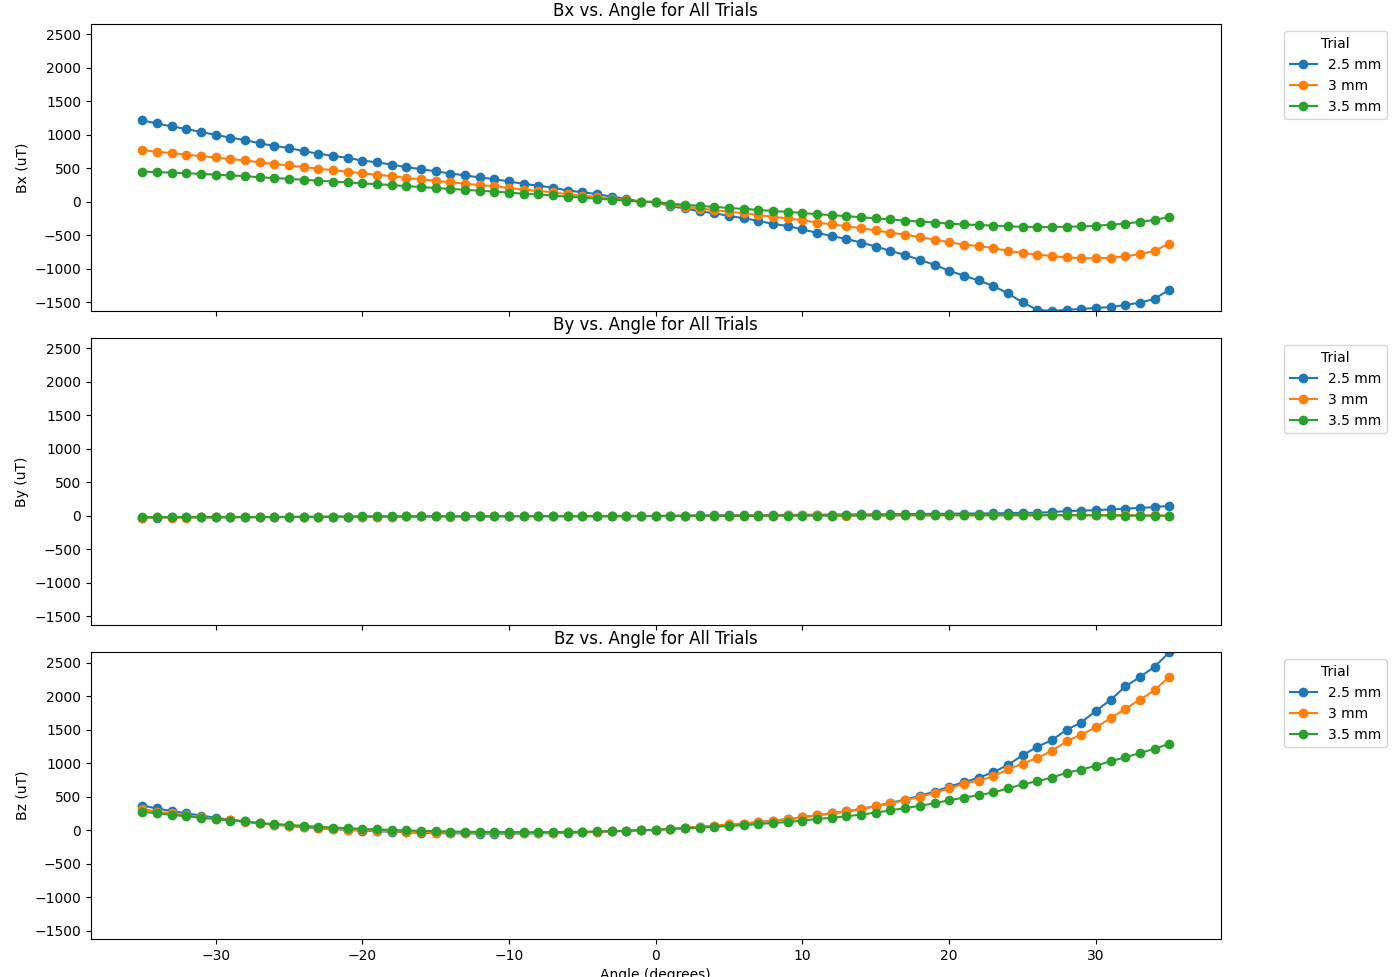 Bx vs. Angle for All Trials
2500
2000
1500
1000
500
0
−500
−1000
−1500
Bx (uT)
Trial
2.5 mm
3 mm
3.5 mm
By vs. Angle for All Trials
2500
2000
1500
1000
500
0
−500
−1000
−1500
By (uT)
Trial
2.5 mm
3 mm
3.5 mm
Bz vs. Angle for All Trials
2500
2000
1500
1000
500
0
−500
−1000
−1500
Bz (uT)
Trial
2.5 mm
3 mm
3.5 mm
−30 −20 −10 0 10 20 30
Angle (degrees)